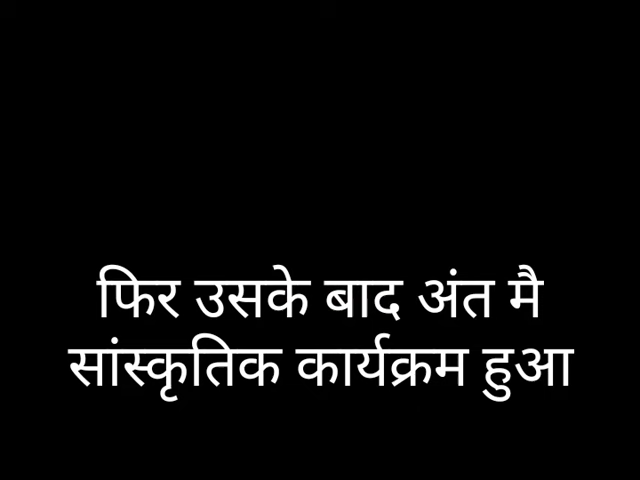 फिर उसके बाद अंत मै
सांस्कृतिक कार्यक्रम हुआ